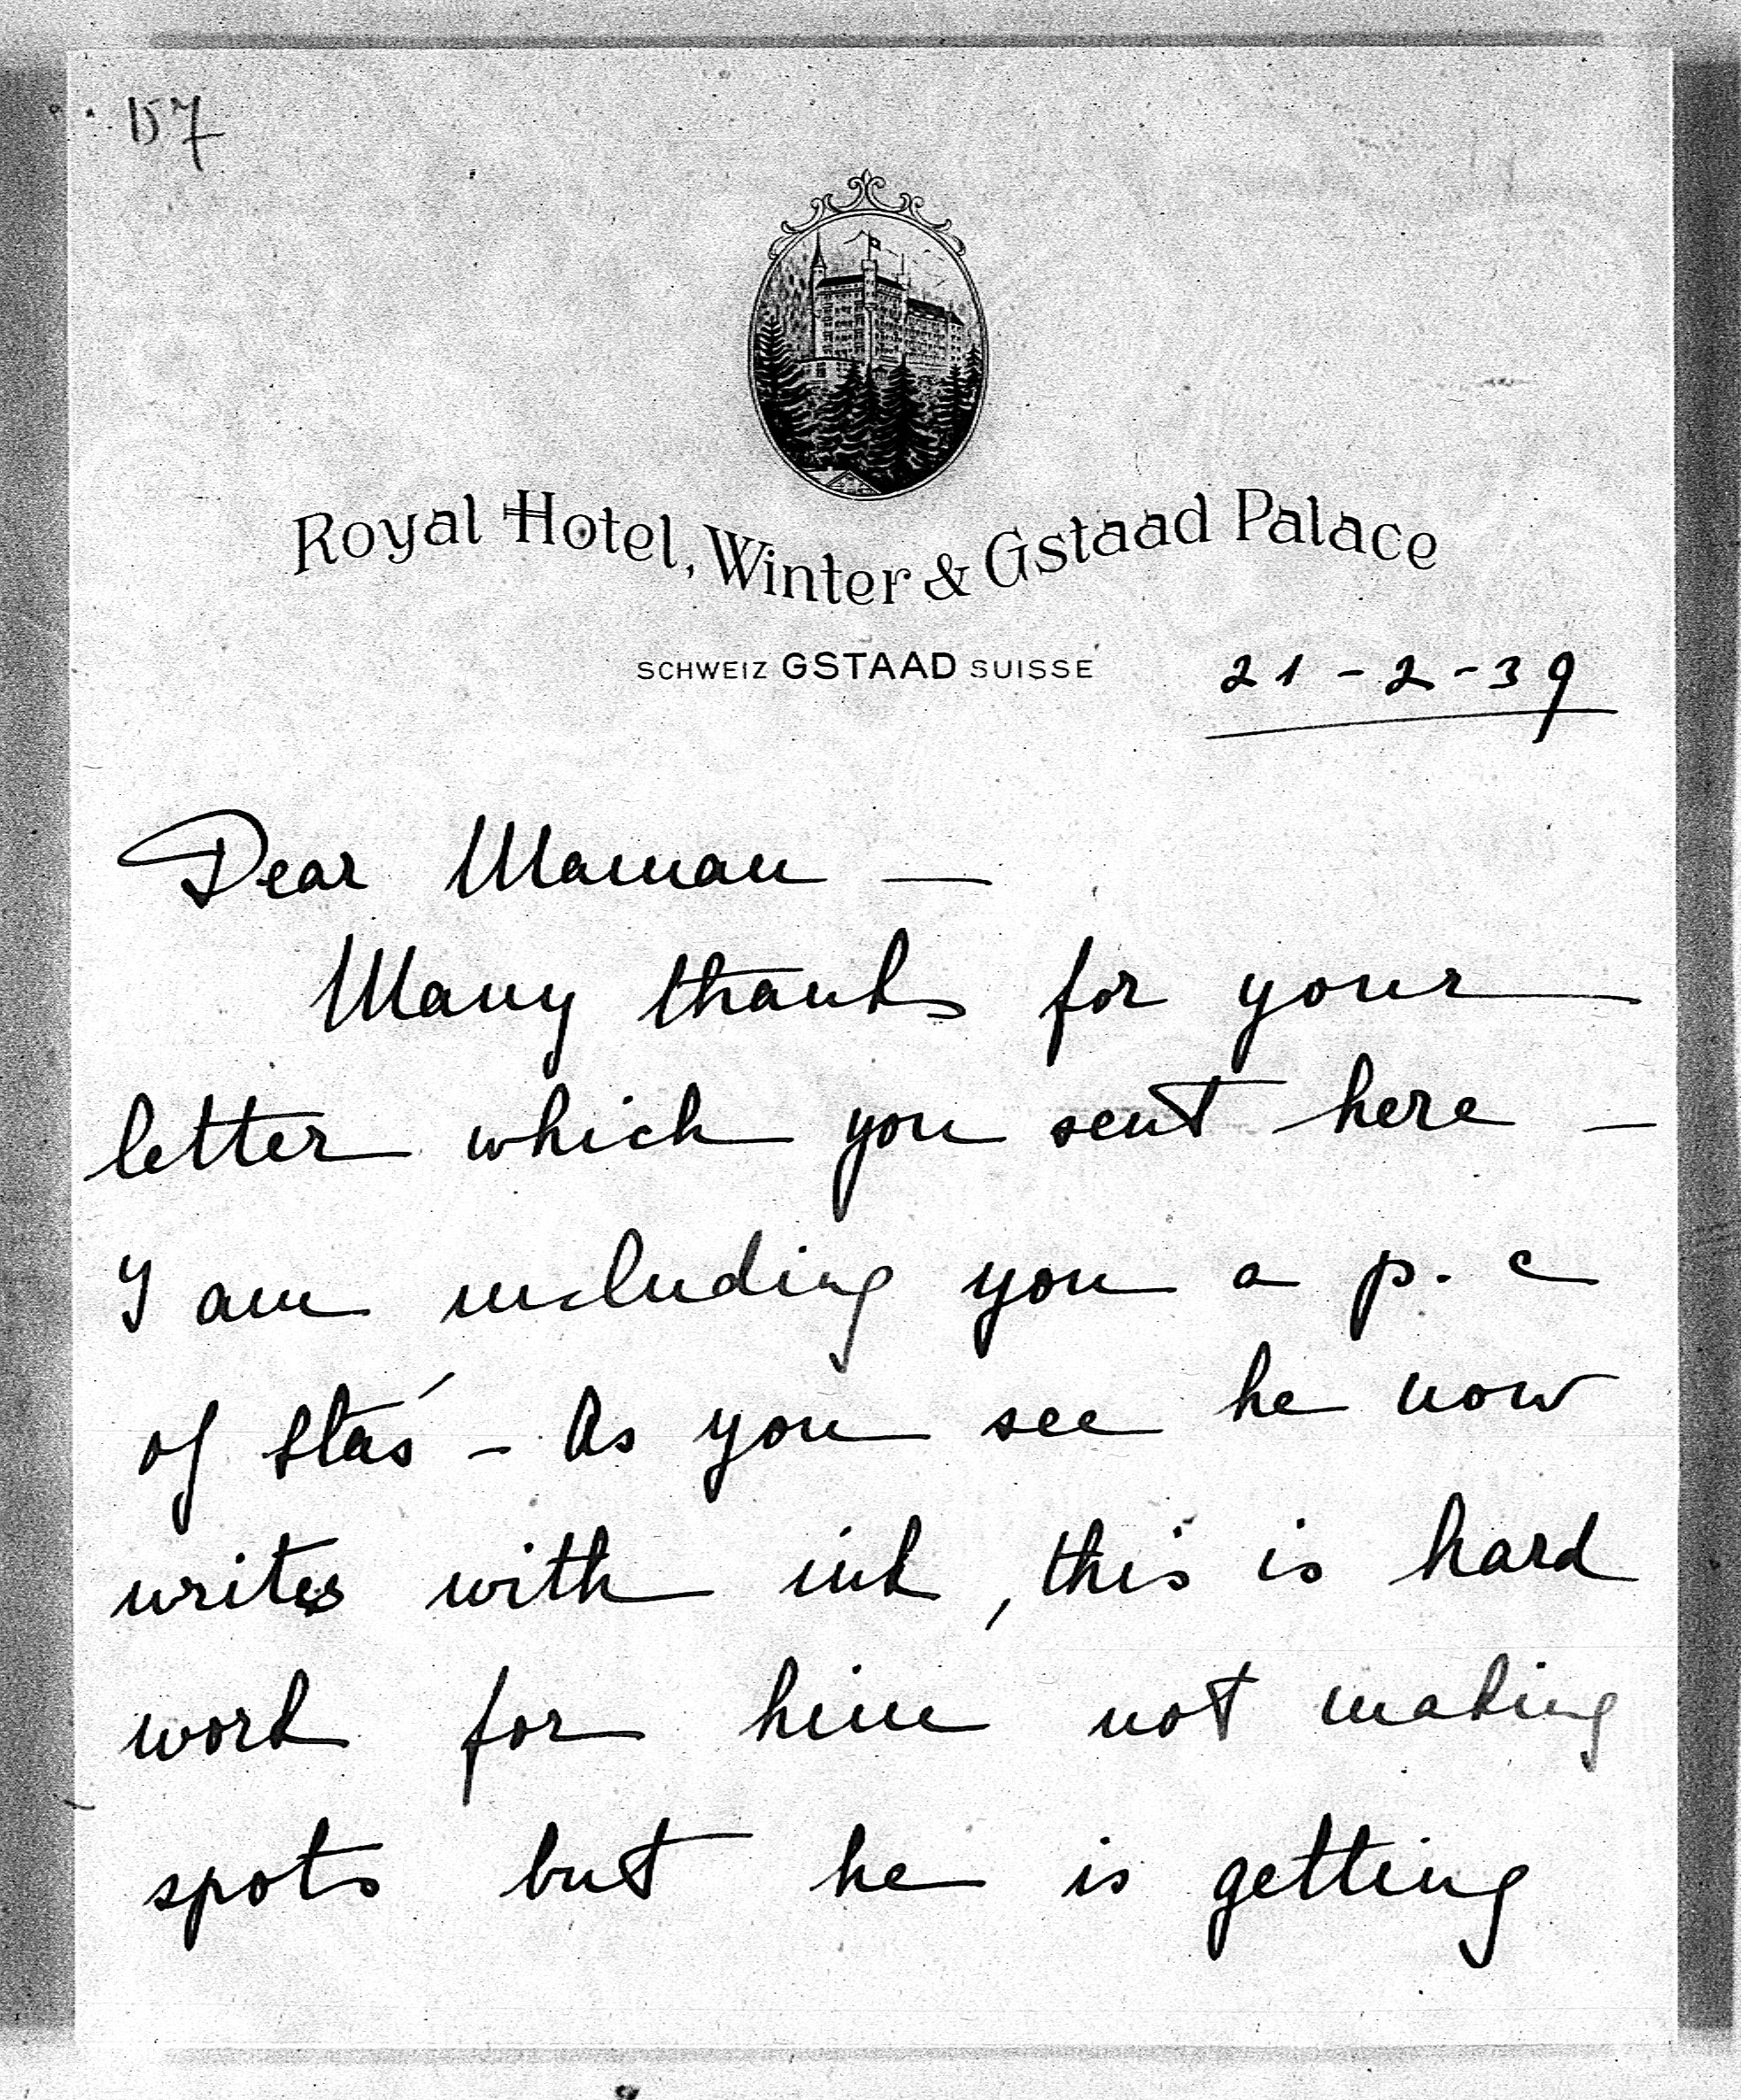 157
Royal Hotel, Winter & Gstaad Palace
SCHWEIZ GSTAAD SUISSE
21-2-39
Dear Maman —
Many thanks for your
letter which you sent here —
I am including you a p. c
of Staś — As you see he now
writes with ink, this is hard
work for him not making
spots but he is getting